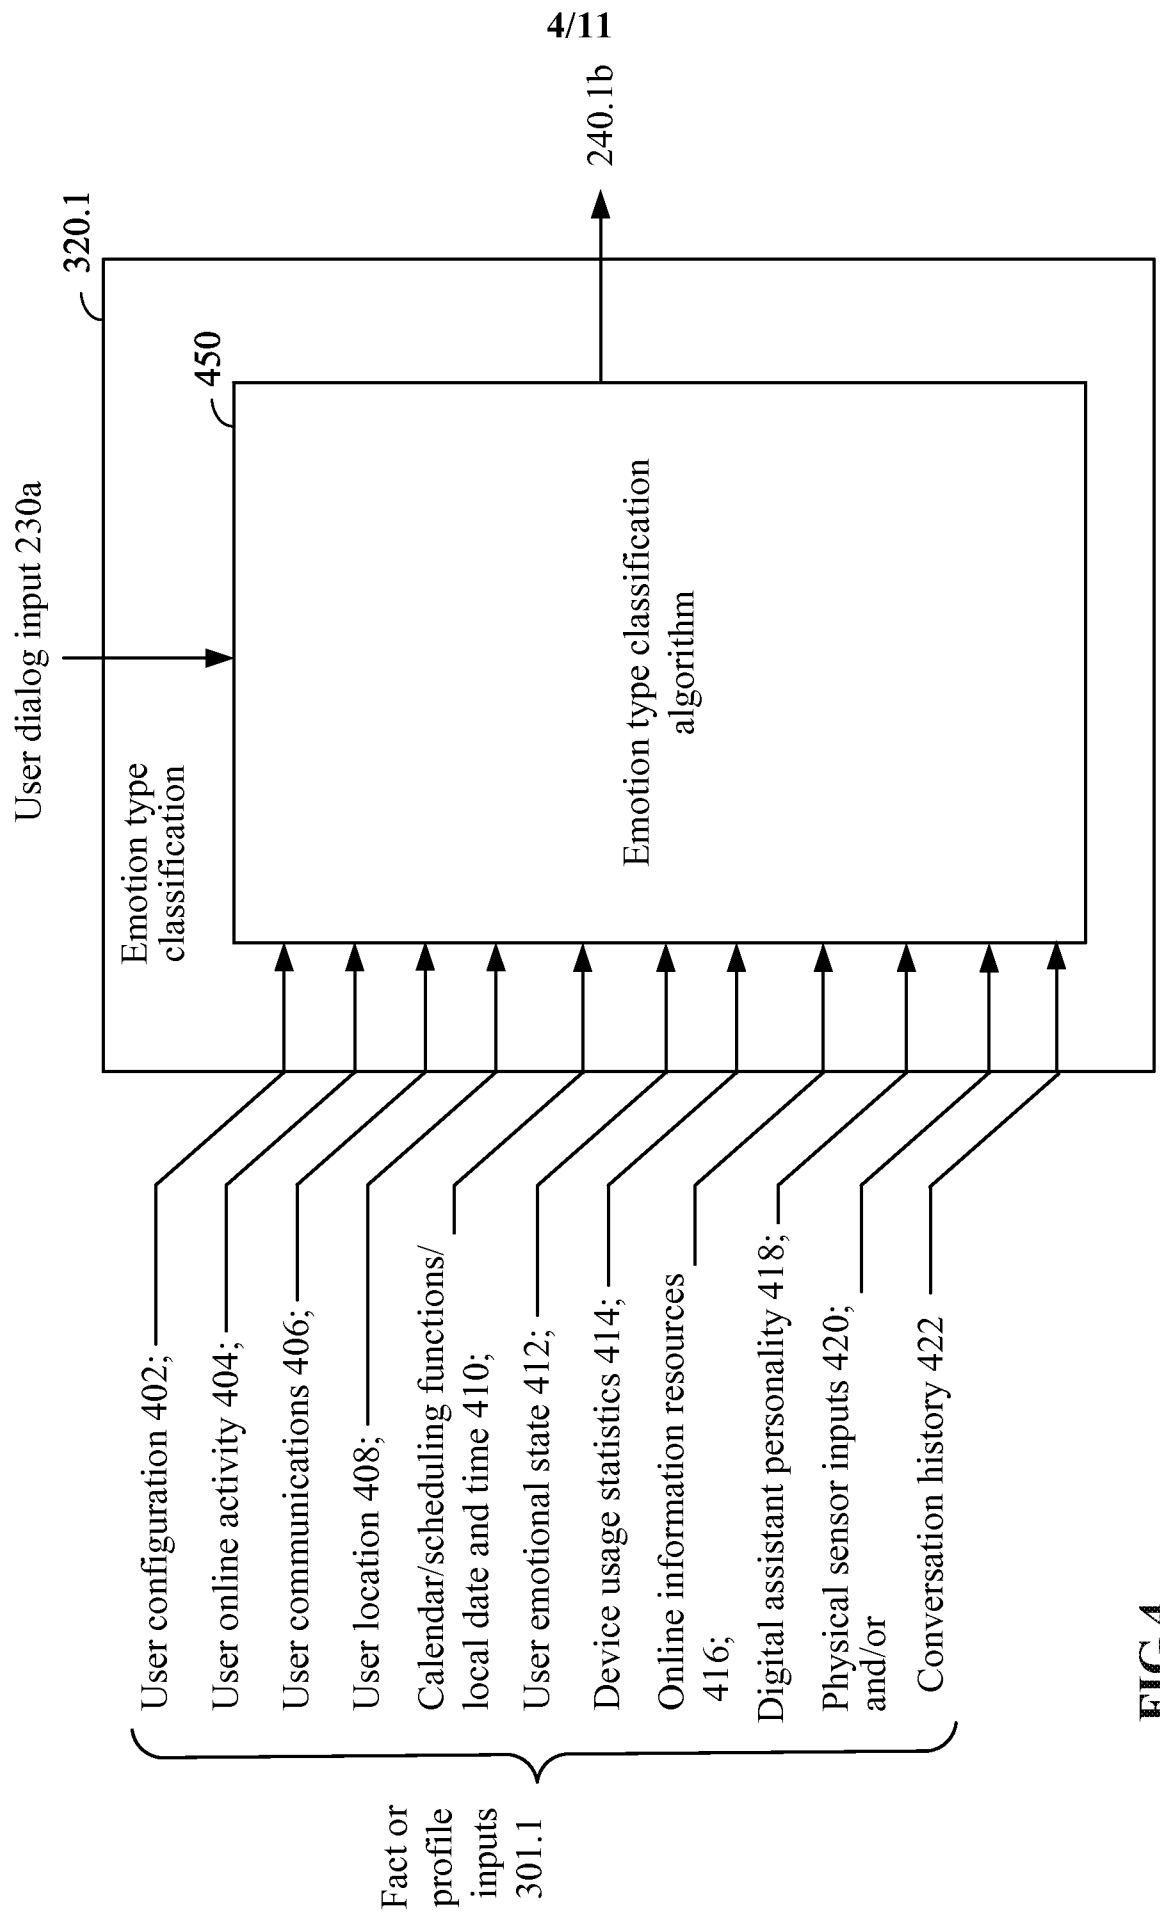 4/11
User dialog input 230a
320.1
Emotion type
classification
450
Emotion type classification
algorithm
240.1b
Fact or
profile
inputs
301.1
User configuration 402;
User online activity 404;
User communications 406;
User location 408;
Calendar/scheduling functions/
local date and time 410;
User emotional state 412;
Device usage statistics 414;
Online information resources
416;
Digital assistant personality 418;
Physical sensor inputs 420;
and/or
Conversation history 422
FIG 4